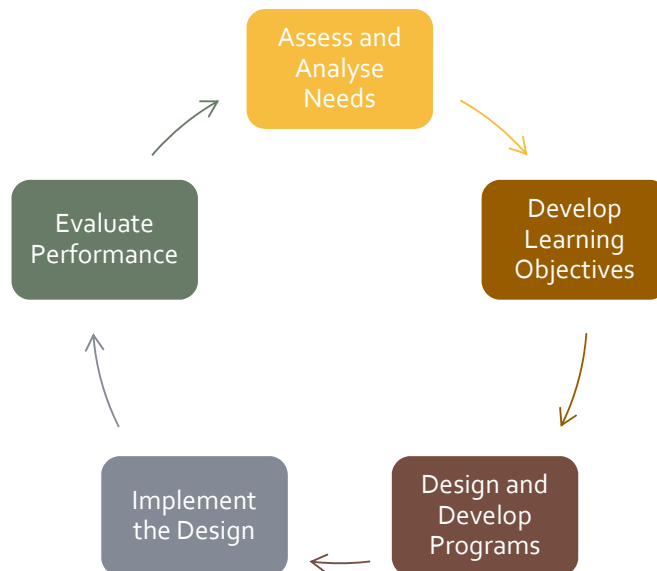 Assess and
Analyse
Needs
Develop
Learning
Objectives
Design and
Develop
Programs
Implement
the Design
Evaluate
Performance